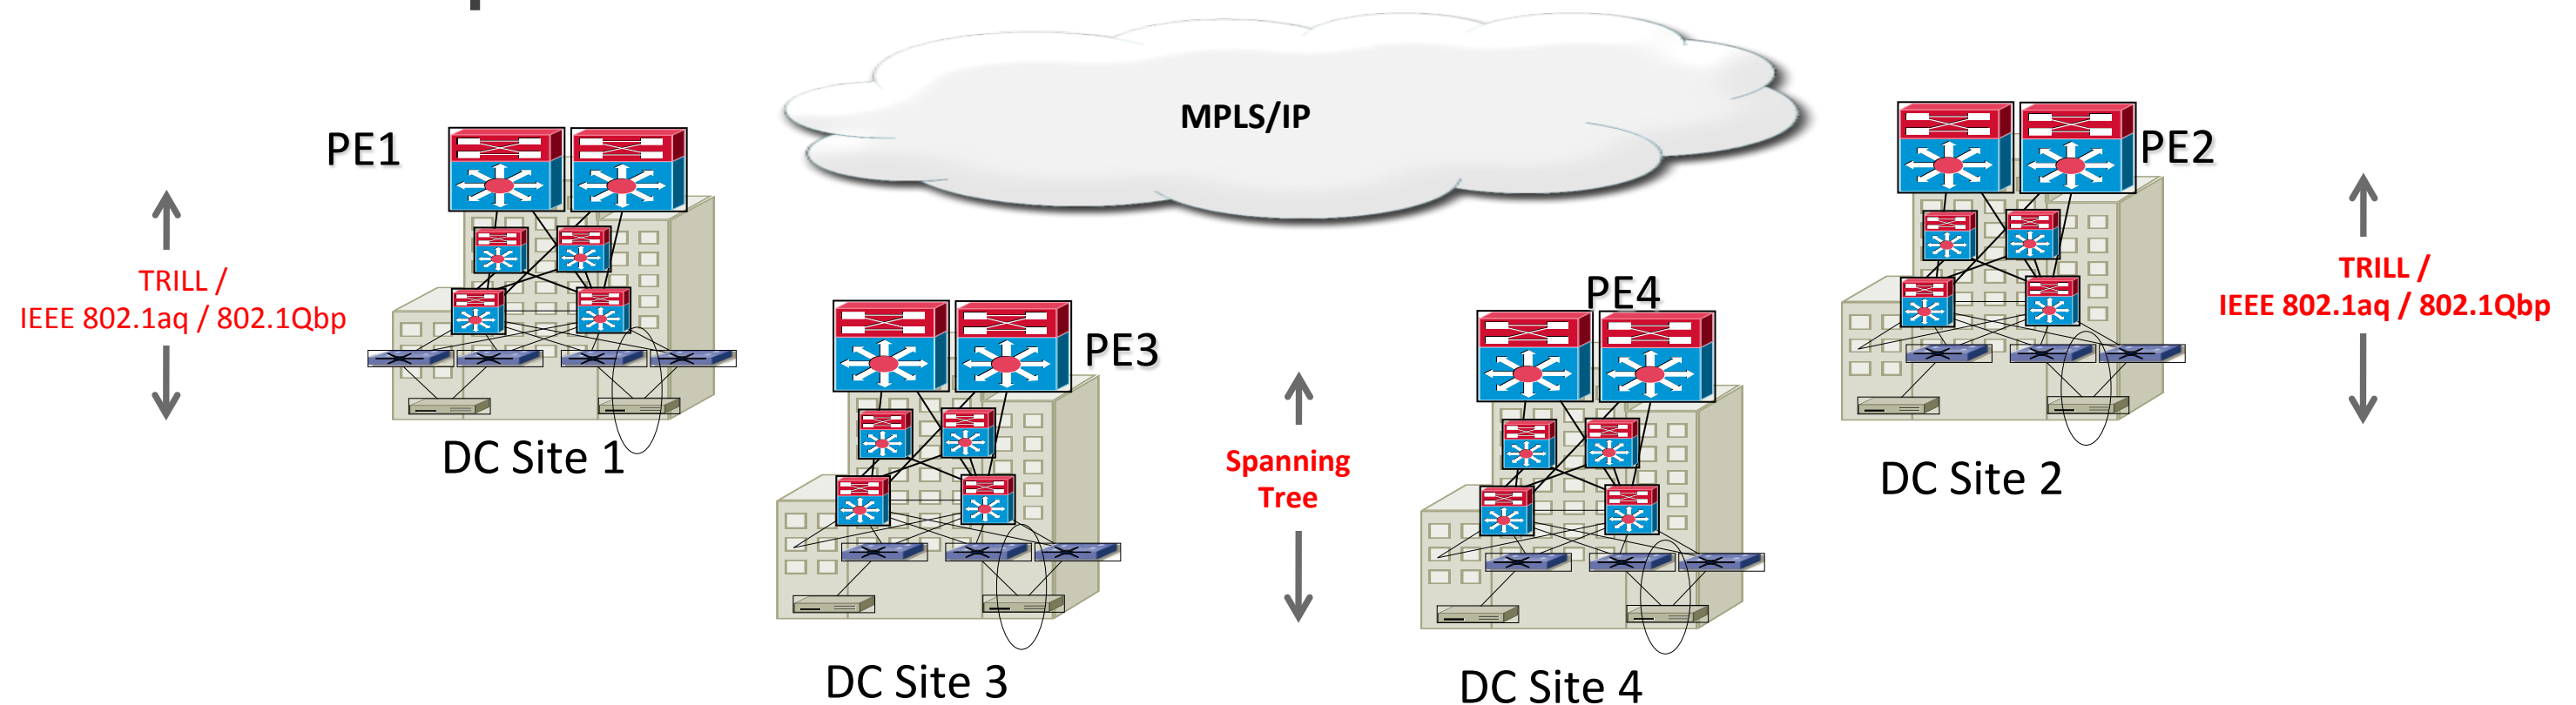 MPLS/IP
PE1
PE2
TRILL /
IEEE 802.1aq / 802.1Qbp
TRILL /
IEEE 802.1aq / 802.1Qbp
PE3
PE4
DC Site 1
Spanning
Tree
DC Site 2
DC Site 3
DC Site 4